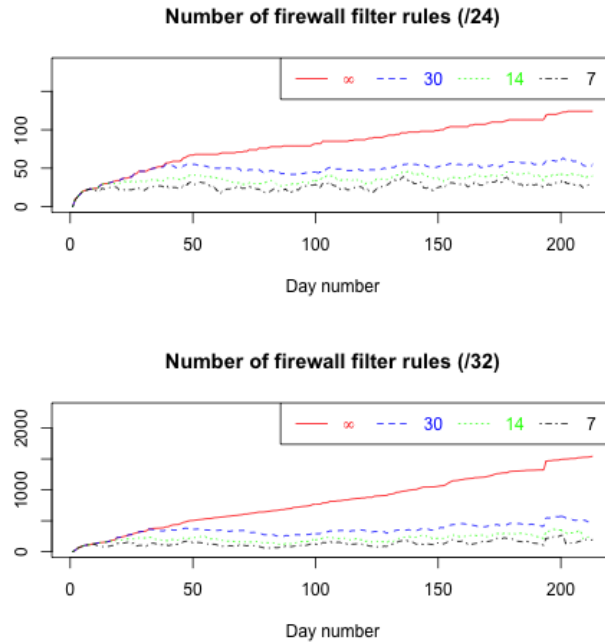 Number of firewall filter rules (/24)
∞ 30 14 7
100
50
0
0 50 100 150 200
Day number
Number of firewall filter rules (/32)
∞ 30 14 7
2000
1000
0
0 50 100 150 200
Day number